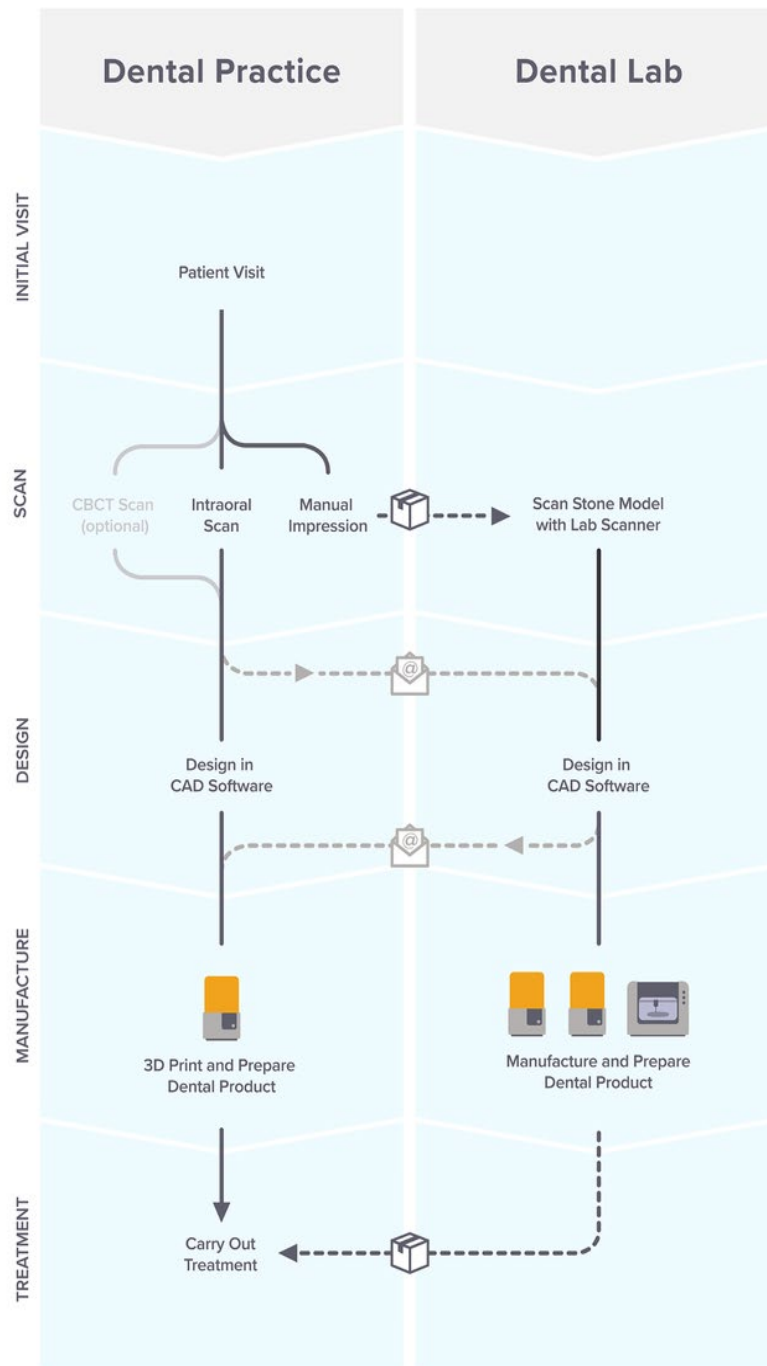 Dental Practice
Dental Lab
INITIAL VISIT
Patient Visit
SCAN
CBCT Scan
(optional)
Intraoral
Scan
Manual
Impression
Scan Stone Model
with Lab Scanner
@
DESIGN
Design in
CAD Software
Design in
CAD Software
@
MANUFACTURE
3D Print and Prepare
Dental Product
Manufacture and Prepare
Dental Product
TREATMENT
Carry Out
Treatment